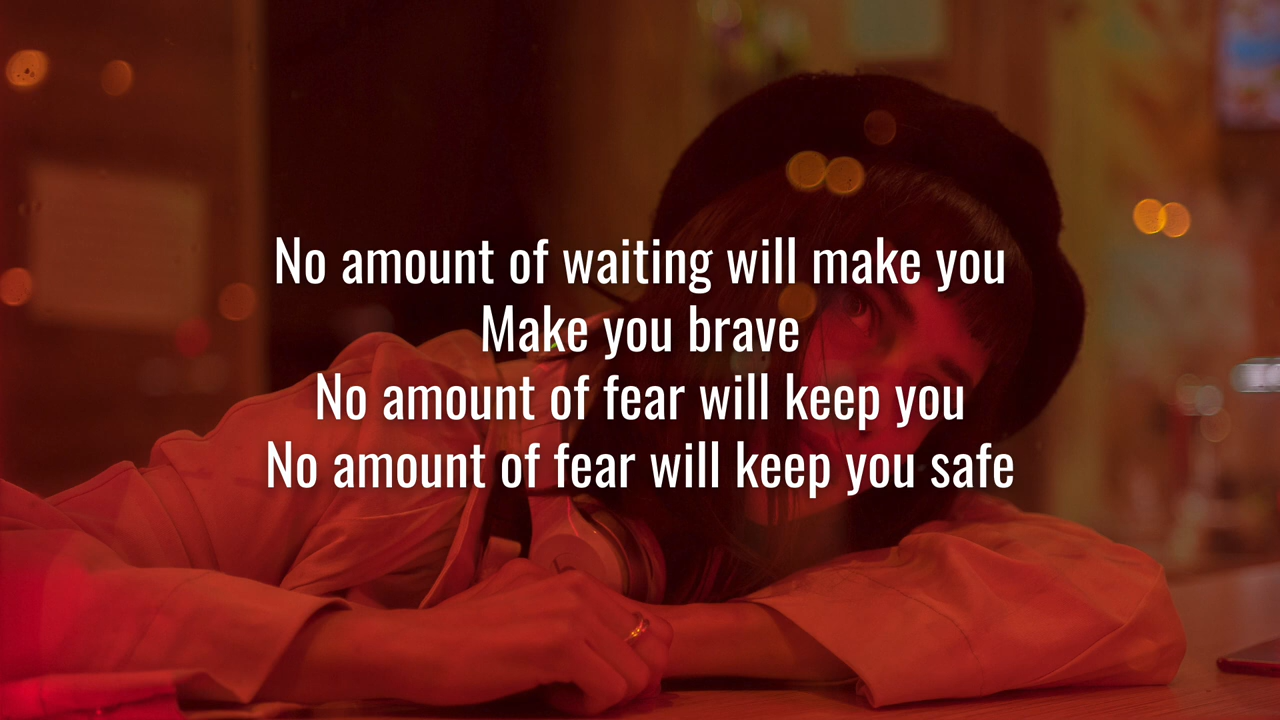 No amount of waiting will make you
Make you brave
No amount of fear will keep you
No amount of fear will keep you safe